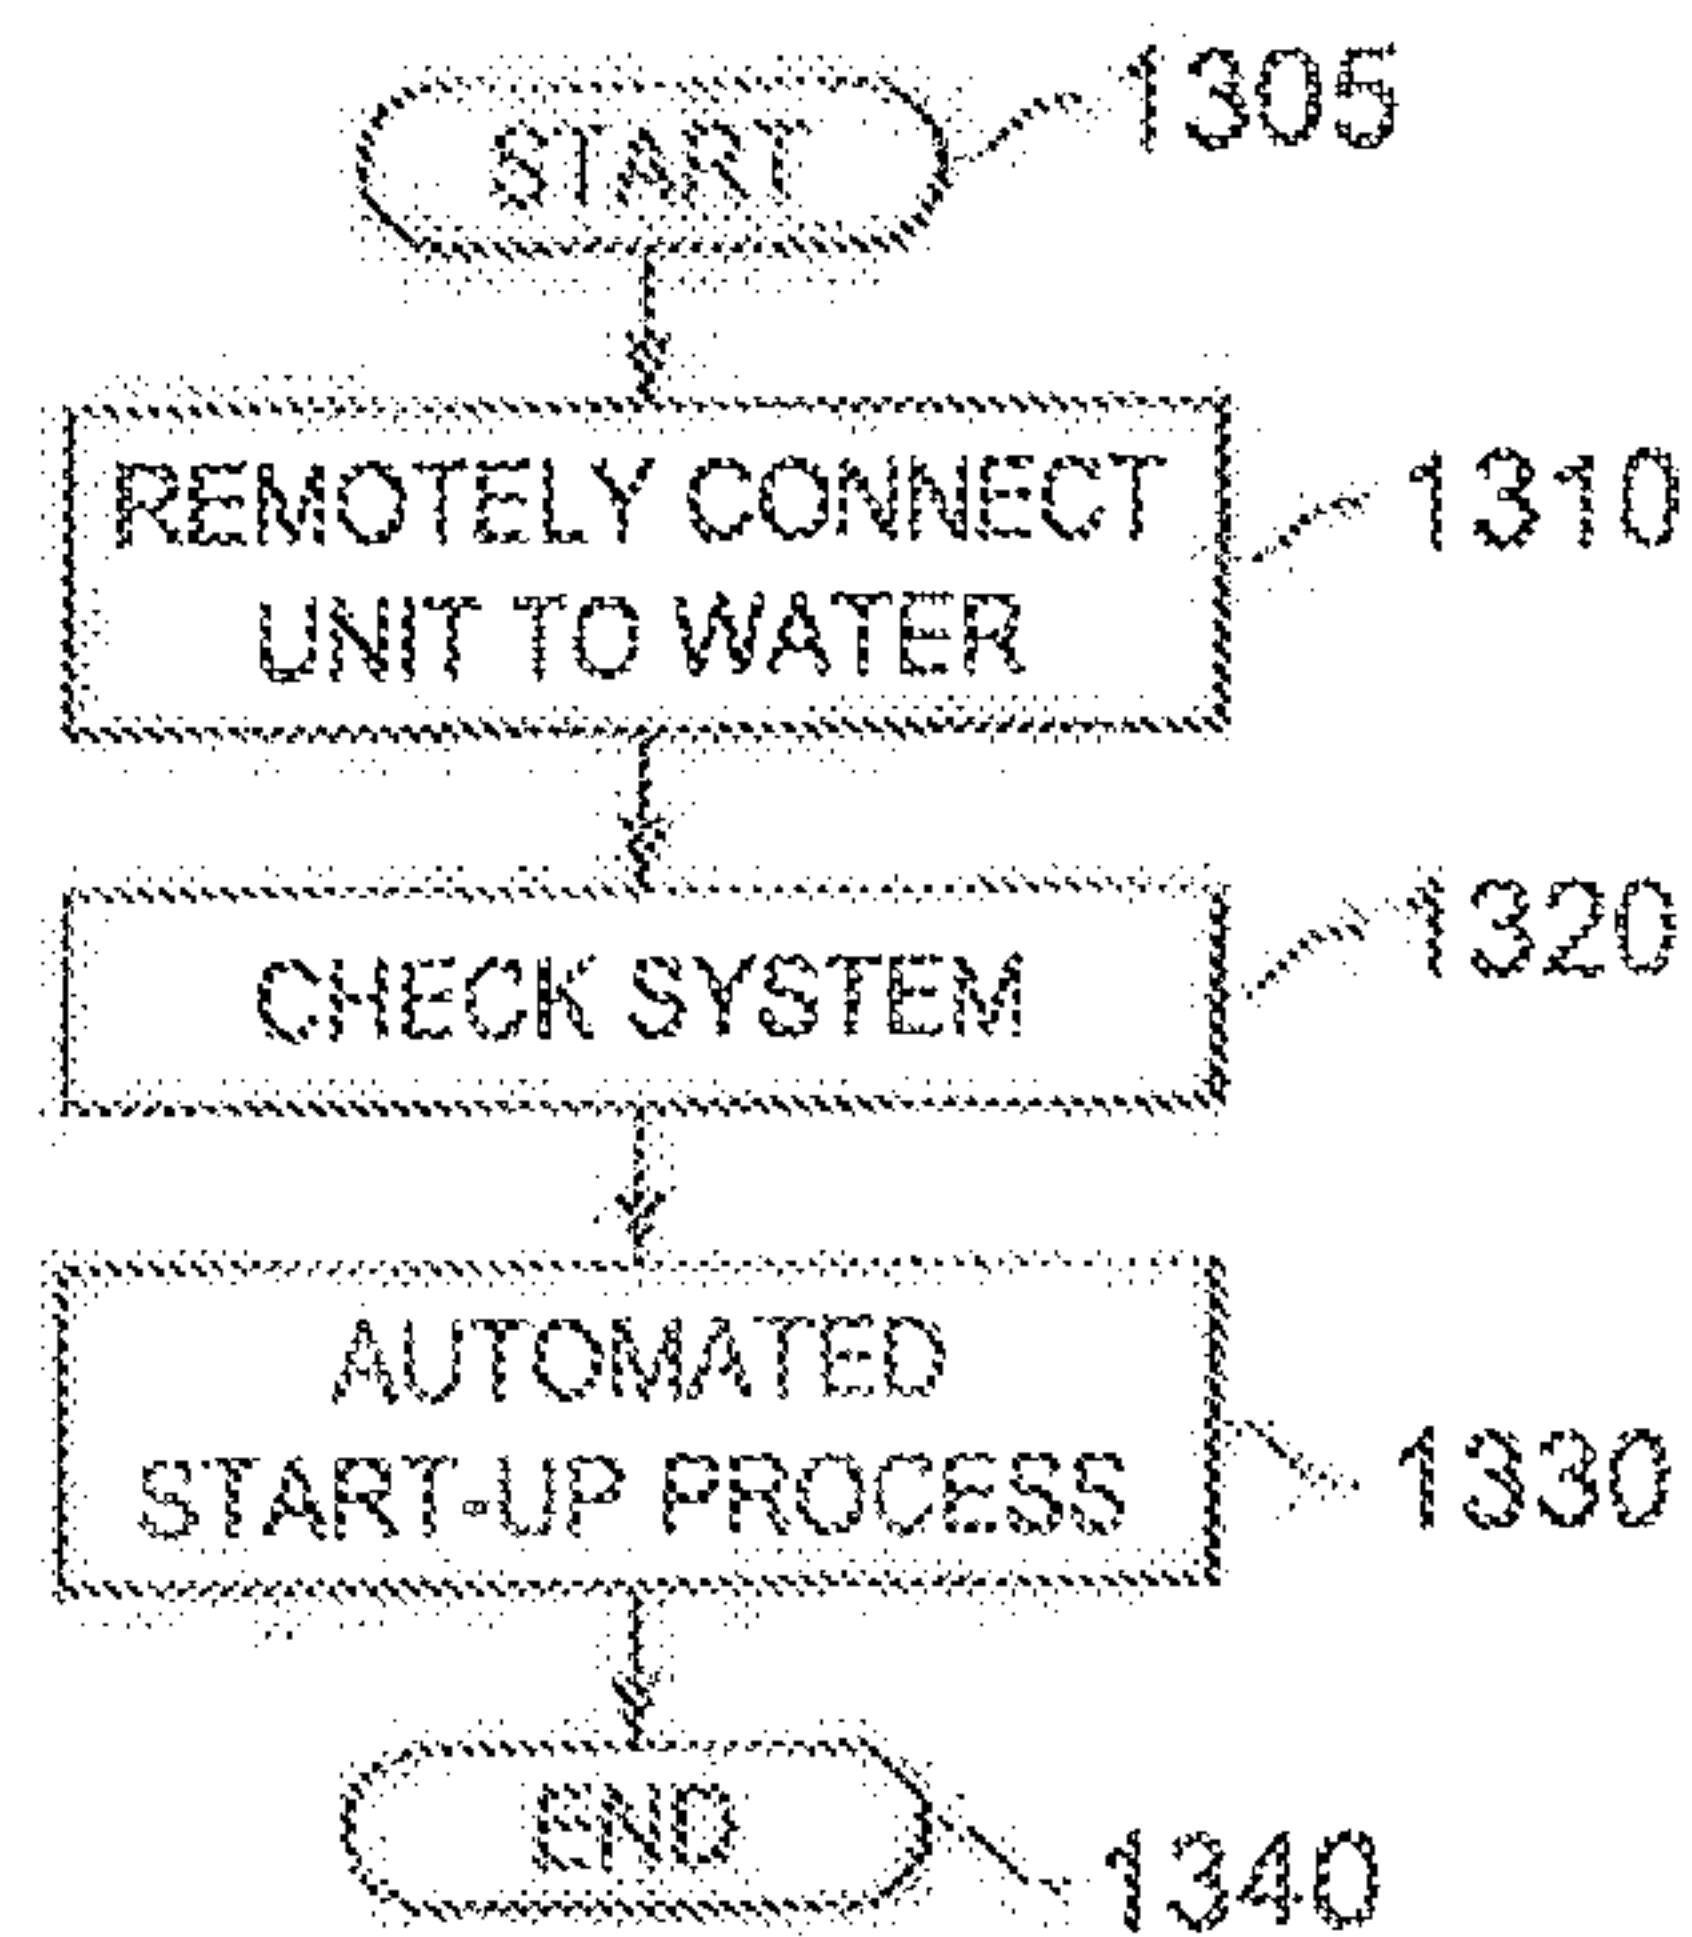 START
1305
REMOTELY CONNECT
UNIT TO WATER
1310
CHECK SYSTEM
1320
AUTOMATED
START-UP PROCESS
1330
END
1340